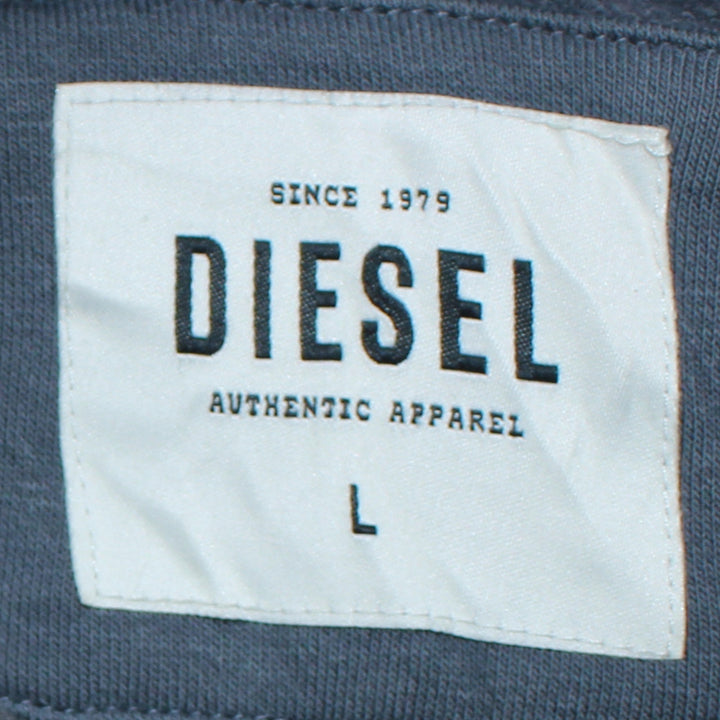 SINCE 1979
DIESEL
AUTHENTIC APPAREL
L